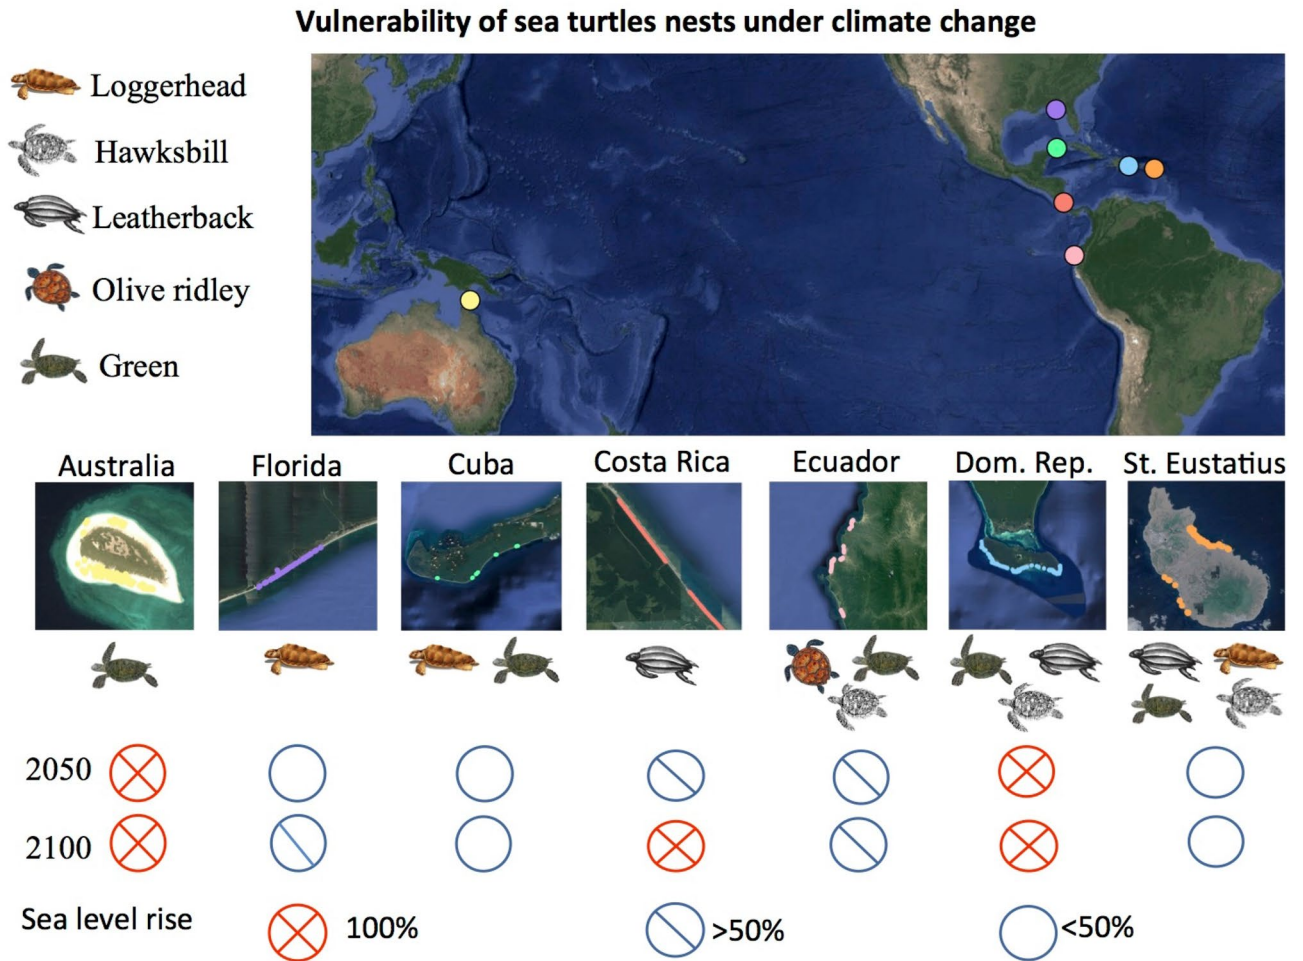 Vulnerability of sea turtles nests under climate change
Loggerhead
Hawksbill
Leatherback
Olive ridley
Green
Australia
Florida
Cuba
Costa Rica
Ecuador
Dom. Rep.
St. Eustatius
2050
2100
Sea level rise
100%
>50%
<50%